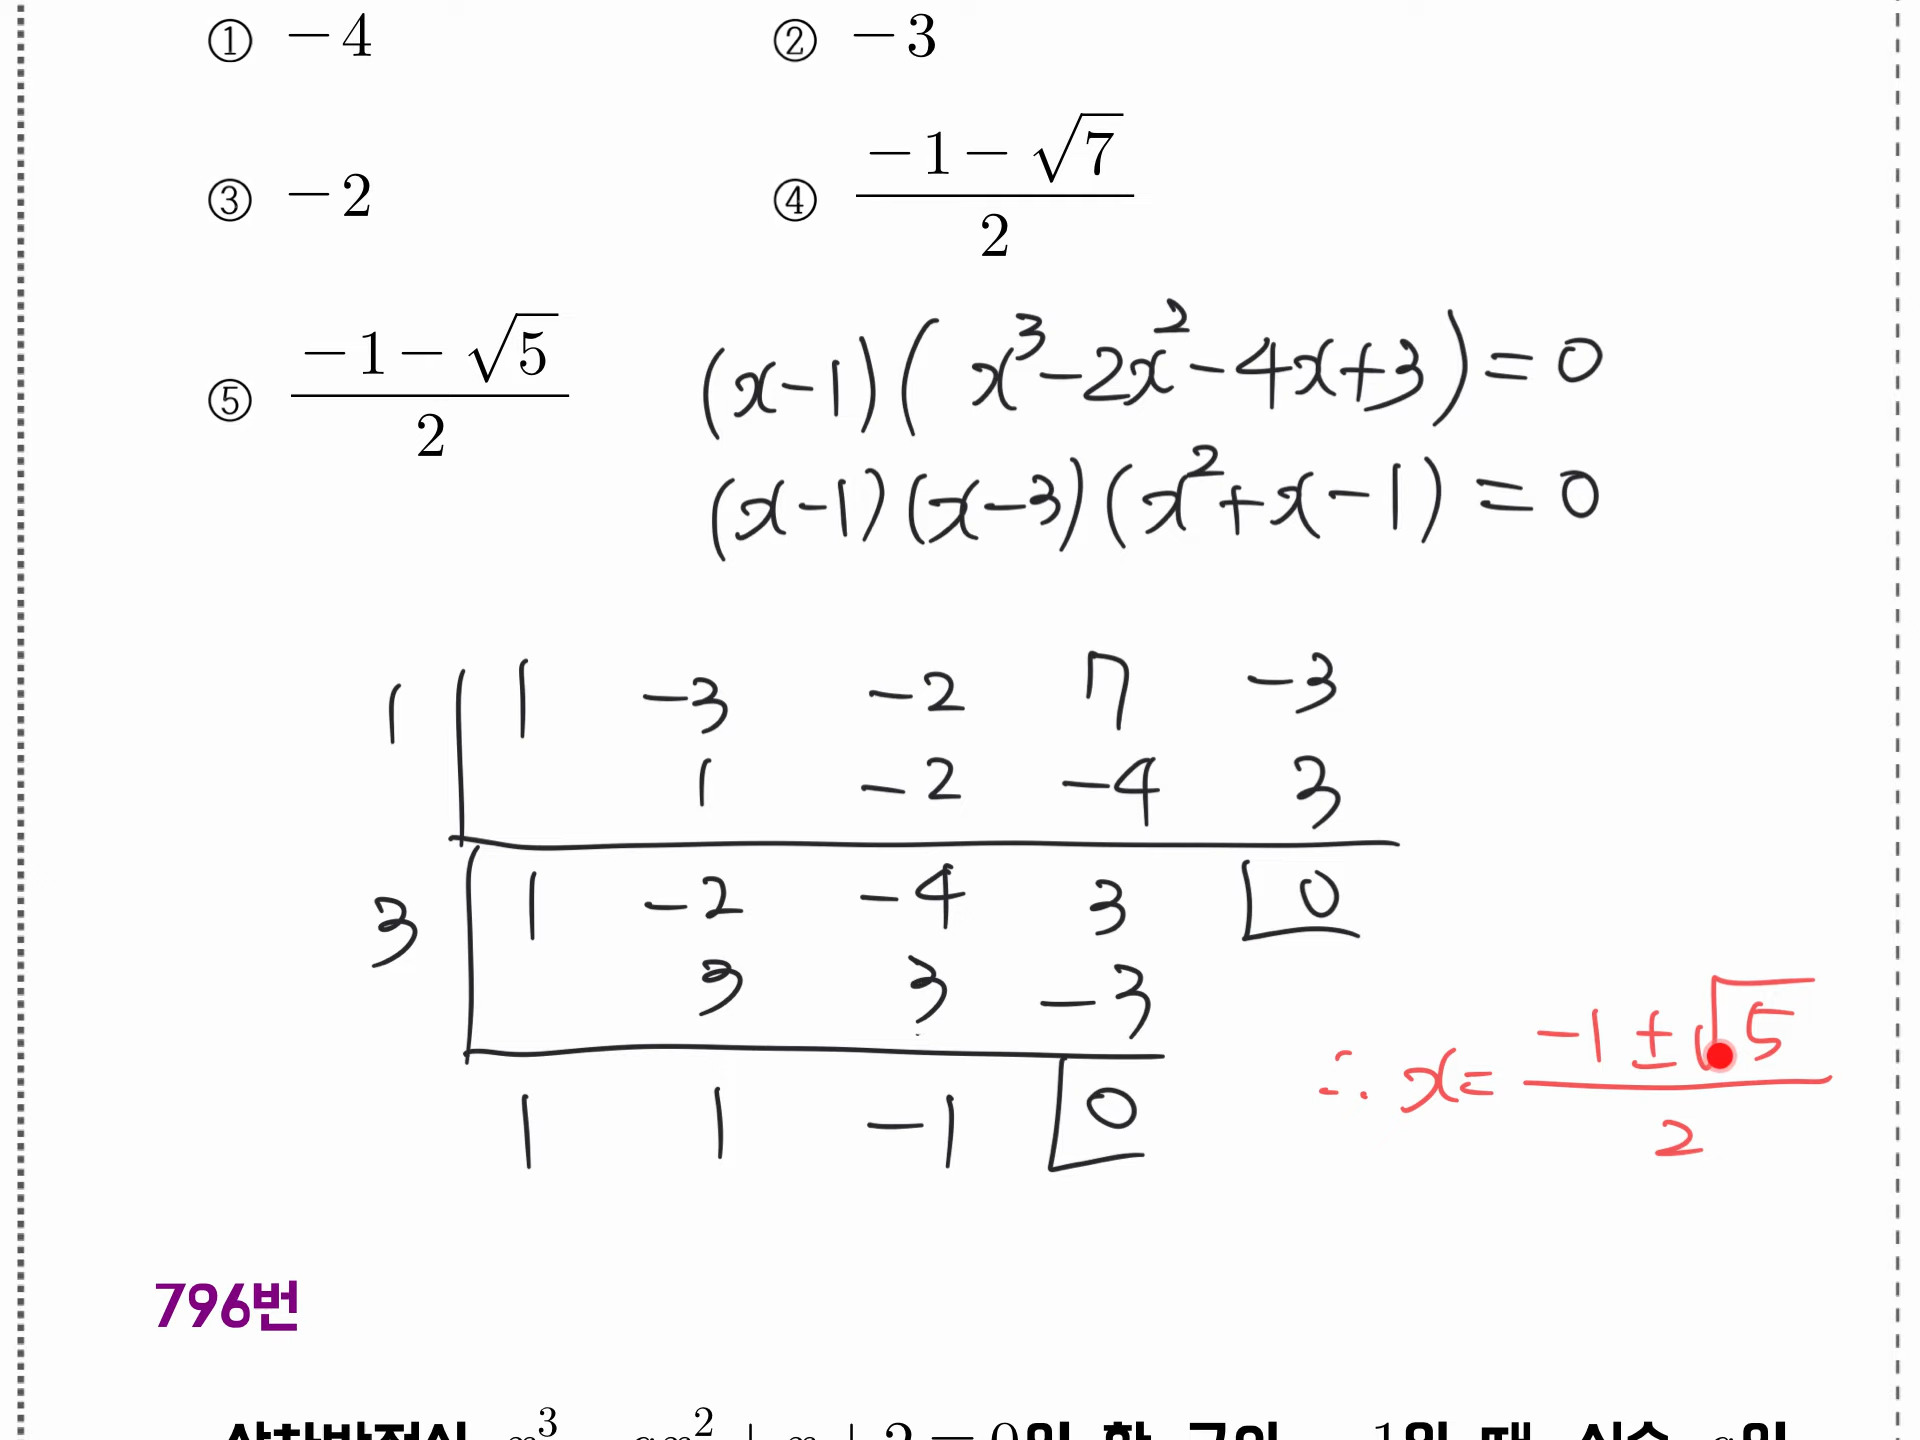 ① −4
② −3
③ −2
④ (−1−√7)/2
⑤ (−1−√5)/2
(x−1)(x³−2x²−4x+3)=0
(x−1)(x−3)(x²+x−1)=0
1 | 1 −3 −2 7 −3
1 −2 −4 3
3 | 1 −2 −4 3 | 0
3 3 −3
1 1 −1 | 0
∴ x= (−1±√5)/2
796번